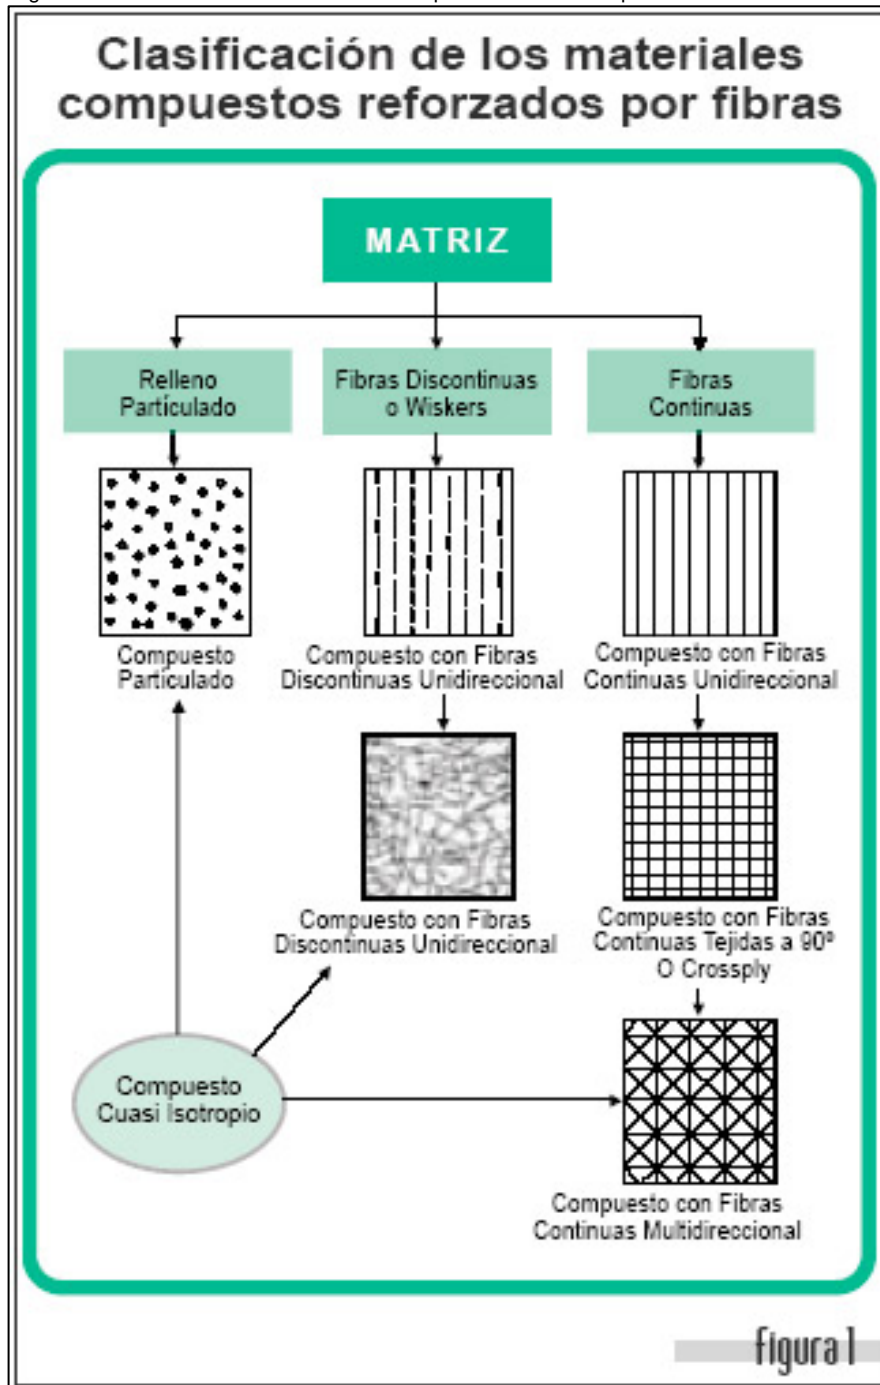 Clasificación de los materiales
compuestos reforzados por fibras
MATRIZ
Relleno
Partículado
Fibras Discontinuas
o Wiskers
Fibras
Continuas
Compuesto
Particulado
Compuesto con Fibras
Discontinuas Unidireccional
Compuesto con Fibras
Continuas Unidireccional
Compuesto con Fibras
Discontinuas Unidireccional
Compuesto con Fibras
Continuas Tejidas a 90º
O Crossply
Compuesto
Cuasi Isotropio
Compuesto con Fibras
Continuas Multidireccional
figura 1